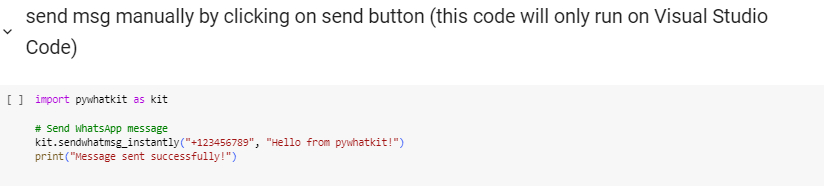 send msg manually by clicking on send button (this code will only run on Visual Studio
Code)
[ ] import pywhatkit as kit
# Send WhatsApp message
kit.sendwhatmsg_instantly("+123456789", "Hello from pywhatkit!")
print("Message sent successfully!")